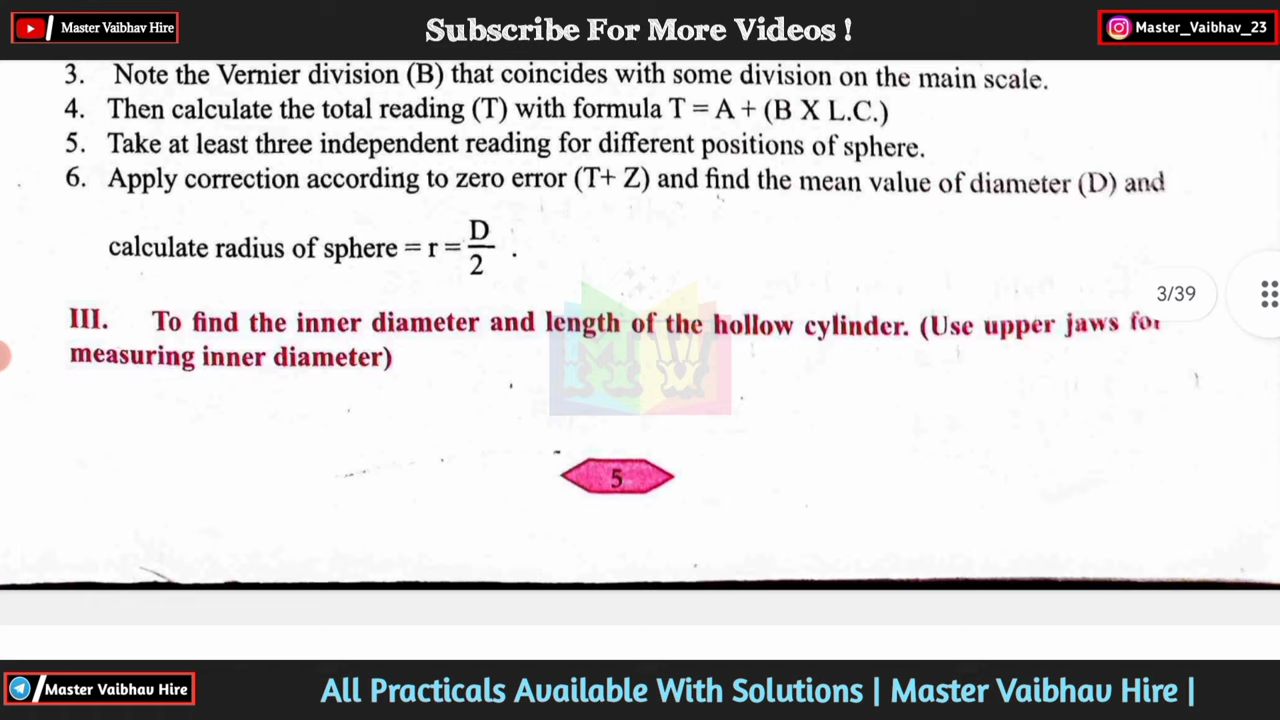 Master Vaibhav Hire
Subscribe For More Videos !
Master_Vaibhav_23
3. Note the Vernier division (B) that coincides with some division on the main scale.
4. Then calculate the total reading (T) with formula T = A + (B X L.C.)
5. Take at least three independent reading for different positions of sphere.
6. Apply correction according to zero error (T+ Z) and find the mean value of diameter (D) and
calculate radius of sphere = r = D/2 .
3/39
III. To find the inner diameter and length of the hollow cylinder. (Use upper jaws for
measuring inner diameter)
MW
5
Master Vaibhav Hire
All Practicals Available With Solutions | Master Vaibhav Hire |